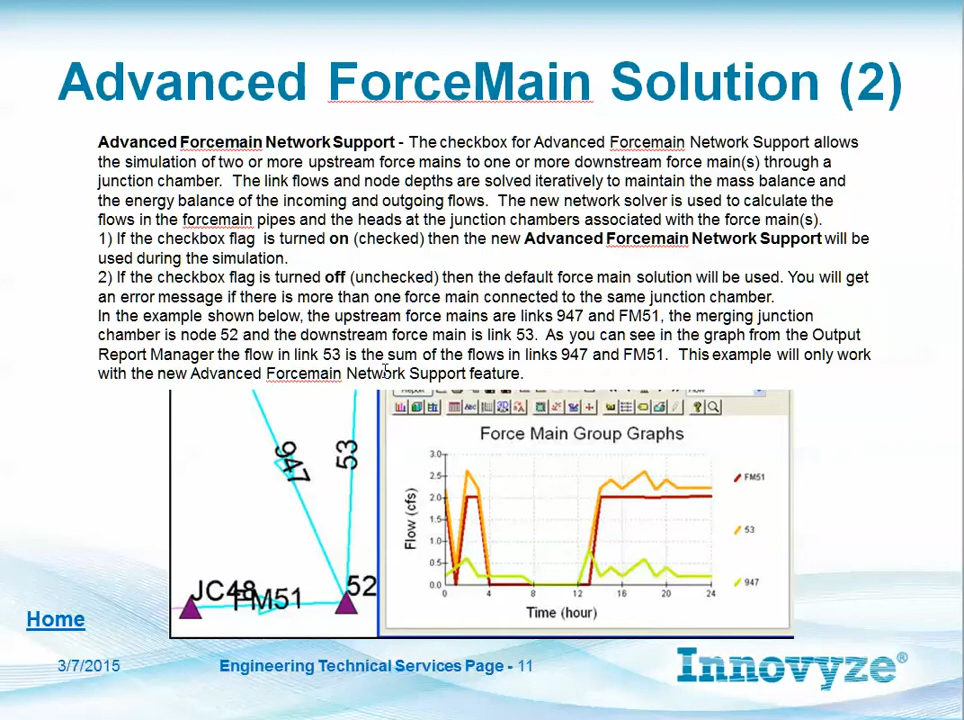 Advanced ForceMain Solution (2)
Advanced Forcemain Network Support - The checkbox for Advanced Forcemain Network Support allows
the simulation of two or more upstream force mains to one or more downstream force main(s) through a
junction chamber.  The link flows and node depths are solved iteratively to maintain the mass balance and
the energy balance of the incoming and outgoing flows.  The new network solver is used to calculate the
flows in the forcemain pipes and the heads at the junction chambers associated with the force main(s).
1) If the checkbox flag  is turned on (checked) then the new Advanced Forcemain Network Support will be
used during the simulation.
2) If the checkbox flag is turned off (unchecked) then the default force main solution will be used. You will get
an error message if there is more than one force main connected to the same junction chamber.
In the example shown below, the upstream force mains are links 947 and FM51, the merging junction
chamber is node 52 and the downstream force main is link 53.  As you can see in the graph from the Output
Report Manager the flow in link 53 is the sum of the flows in links 947 and FM51.  This example will only work
with the new Advanced Forcemain Network Support feature.
947
53
JC48
FM51
52
Force Main Group Graphs
Flow (cfs)
3.0
2.5
2.0
1.5
1.0
0.5
0.0
0 4 8 12 16 20 24
Time (hour)
FM51
53
947
Home
3/7/2015
Engineering Technical Services Page - 11
Innovyze®